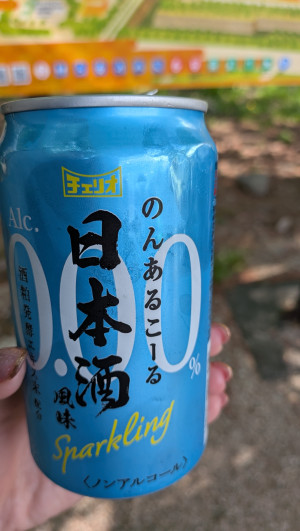 チェリオ
Alc.
0.00%
のんあるこーる
日本酒
風味
Sparkling
〈ノンアルコール〉